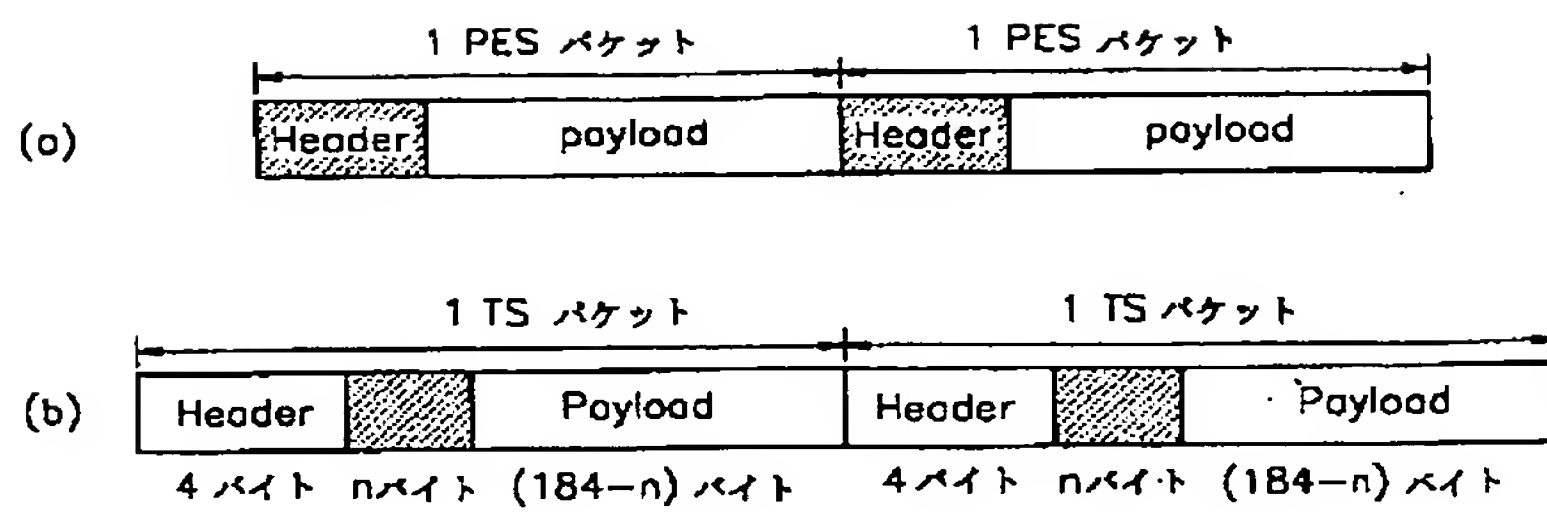 1 PES パケット 1 PES パケット
(a) Header payload Header payload
1 TS パケット 1 TS パケット
(b) Header Payload Header Payload
4 バイト nバイト (184-n) バイト 4バイト nバイト (184-n) バイト